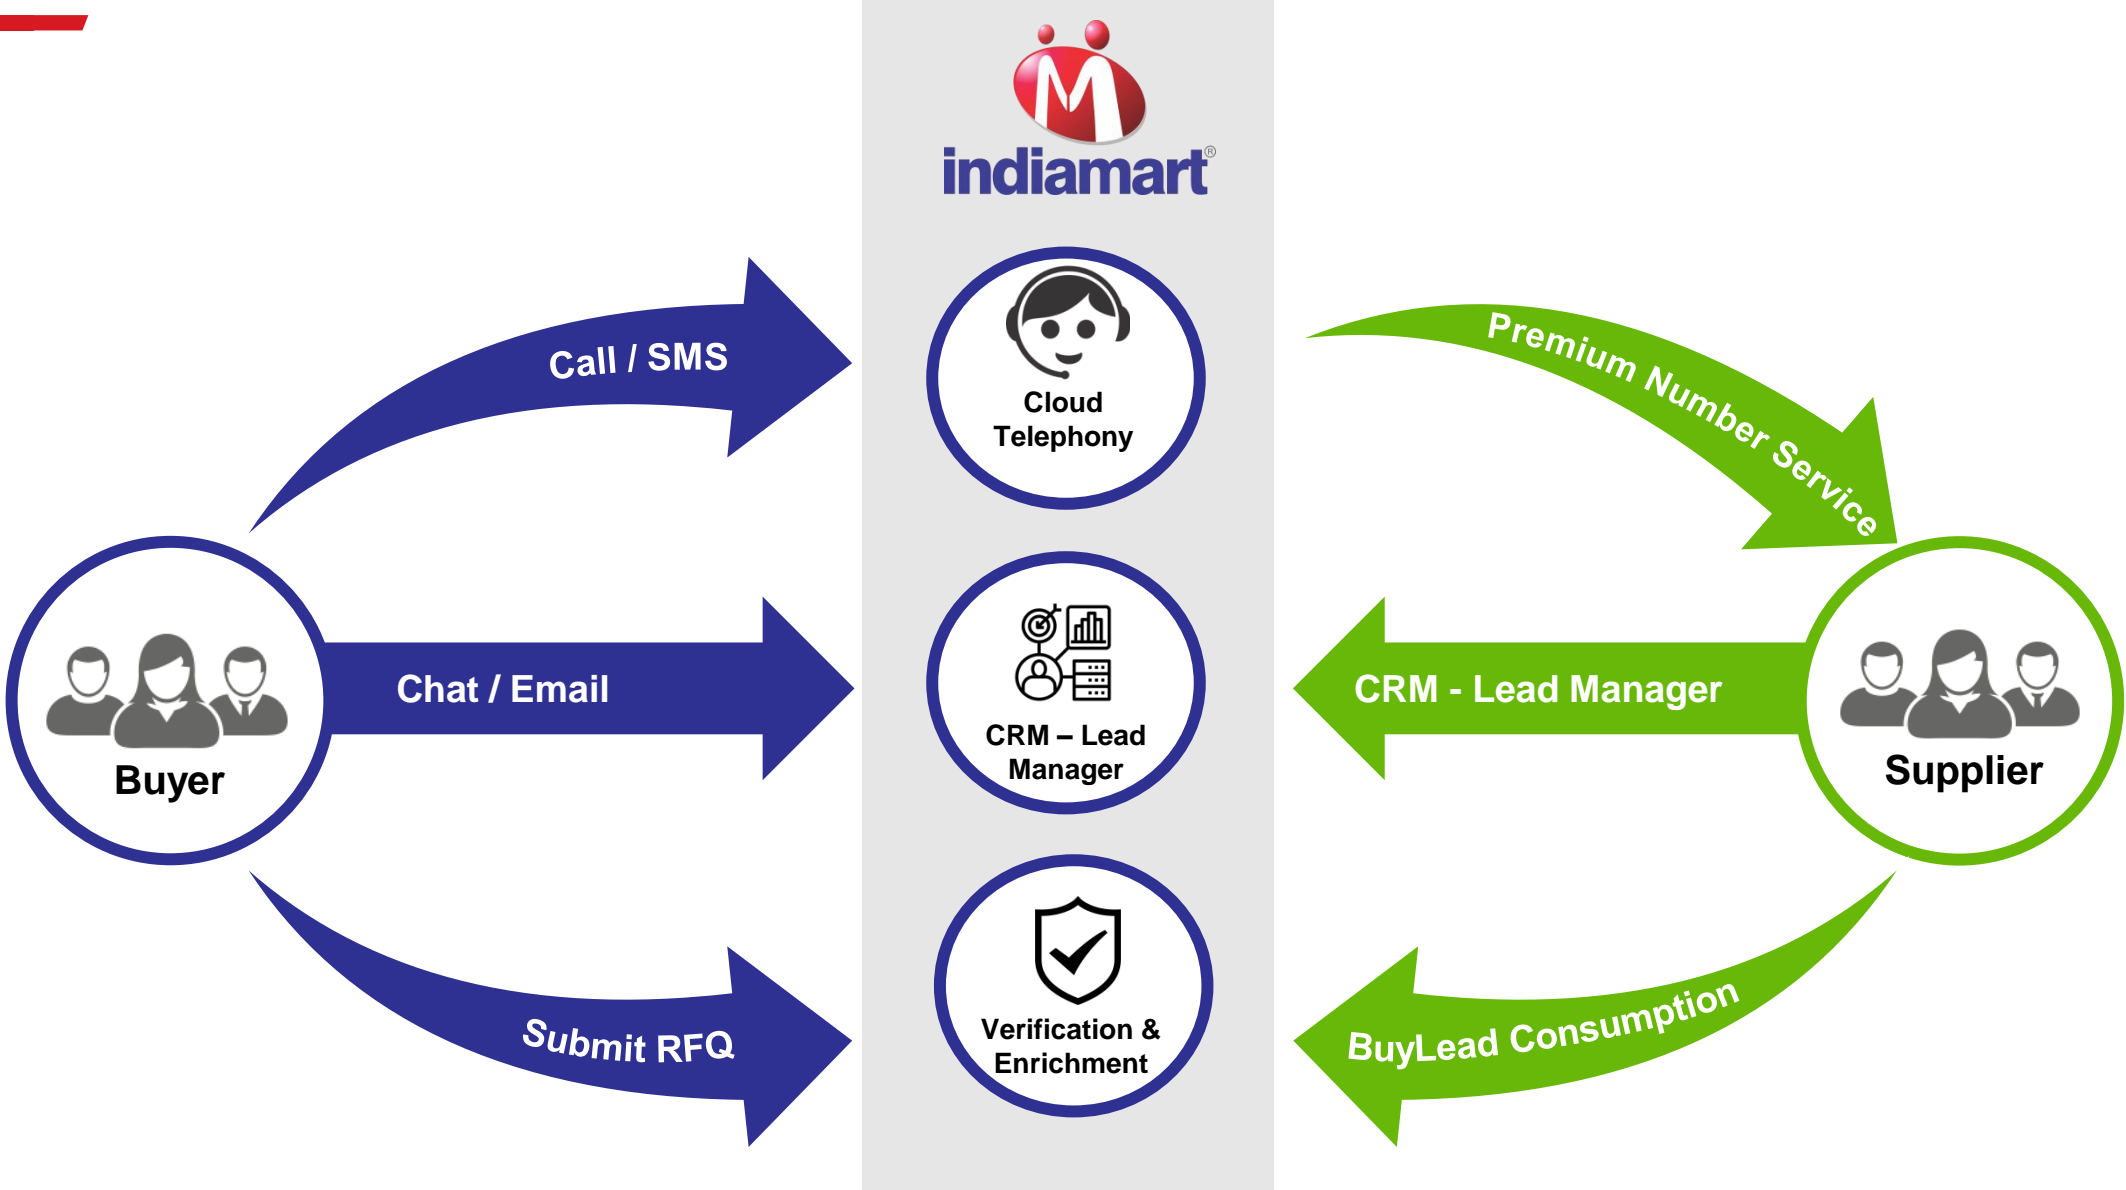 indiamart®
Call / SMS
Cloud
Telephony
Premium Number Service
Buyer
Chat / Email
CRM – Lead
Manager
CRM - Lead Manager
Supplier
Submit RFQ
Verification &
Enrichment
BuyLead Consumption